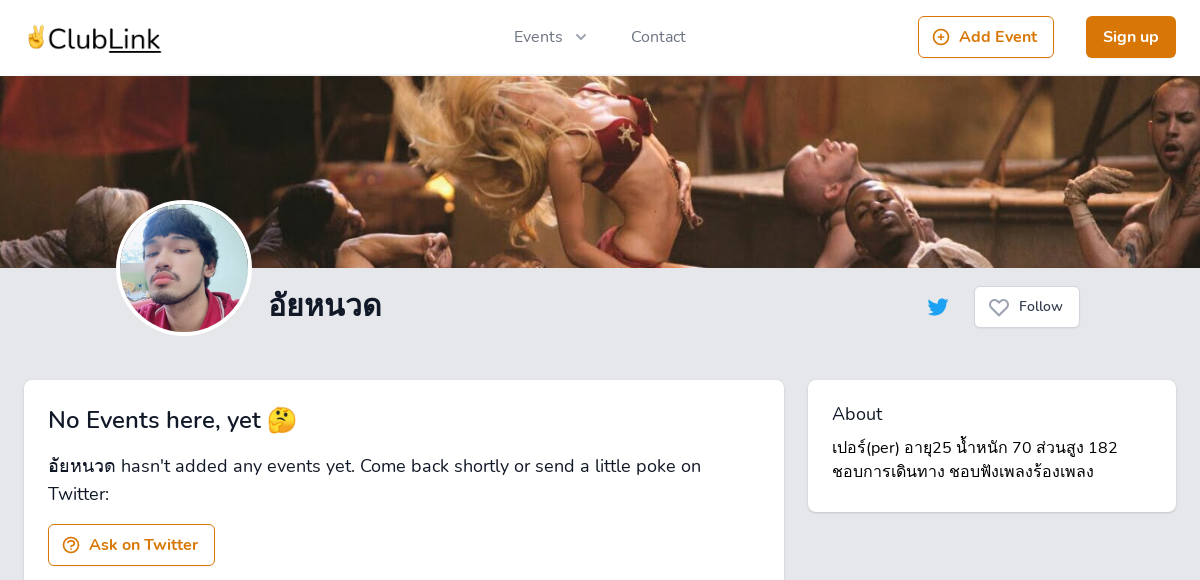 ✌️ClubLink
Events
Contact
Add Event
Sign up
อัยหนวด
Follow
No Events here, yet 🤔
อัยหนวด hasn't added any events yet. Come back shortly or send a little poke on
Twitter:
Ask on Twitter
About
เปอร์(per) อายุ25 น้ำหนัก 70 ส่วนสูง 182
ชอบการเดินทาง ชอบฟังเพลงร้องเพลง